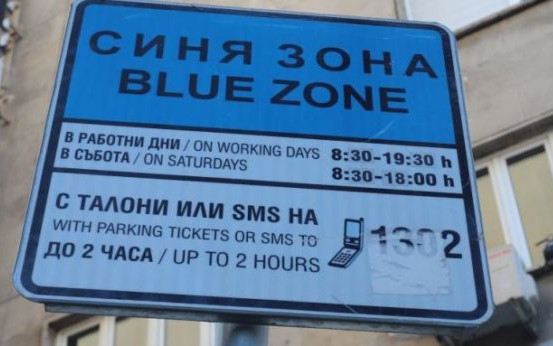 СИНЯ ЗОНА
BLUE ZONE
В РАБОТНИ ДНИ / ON WORKING DAYS 8:30-19:30 h
В СЪБОТА / ON SATURDAYS 8:30-18:00 h
С ТАЛОНИ ИЛИ SMS НА
WITH PARKING TICKETS OR SMS TO 1302
ДО 2 ЧАСА / UP TO 2 HOURS